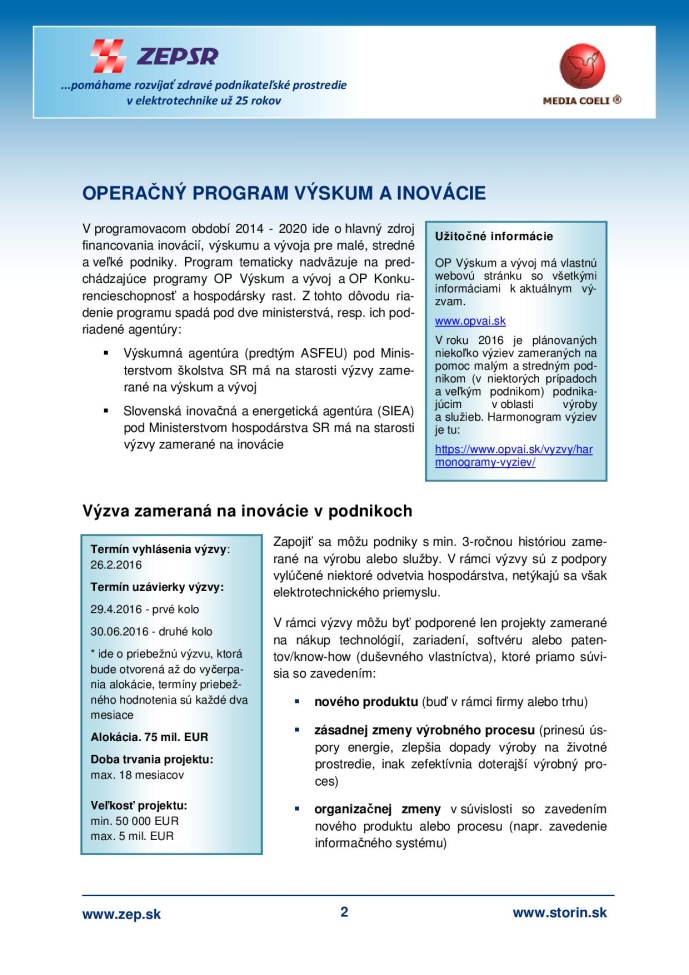 ZEPSR
...pomáhame rozvíjať zdravé podnikateľské prostredie
v elektrotechnike už 25 rokov
MEDIA COELI ®
OPERAČNÝ PROGRAM VÝSKUM A INOVÁCIE
V programovacom období 2014 - 2020 ide o hlavný zdroj
financovania inovácií, výskumu a vývoja pre malé, stredné
a veľké podniky. Program tematicky nadväzuje na pred-
chádzajúce programy OP Výskum a vývoj a OP Konku-
rencieschopnosť a hospodársky rast. Z tohto dôvodu ria-
denie programu spadá pod dve ministerstvá, resp. ich pod-
riadené agentúry:
▪ Výskumná agentúra (predtým ASFEU) pod Minis-
terstvom školstva SR má na starosti výzvy zame-
rané na výskum a vývoj
▪ Slovenská inovačná a energetická agentúra (SIEA)
pod Ministerstvom hospodárstva SR má na starosti
výzvy zamerané na inovácie
Užitočné informácie
OP Výskum a vývoj má vlastnú
webovú stránku so všetkými
informáciami k aktuálnym vý-
zvam.
www.opvai.sk
V roku 2016 je plánovaných
niekoľko výziev zameraných na
pomoc malým a stredným pod-
nikom (v niektorých prípadoch
a veľkým podnikom) podnika-
júcim v oblasti výroby
a služieb. Harmonogram výziev
je tu:
https://www.opvai.sk/vyzvy/har
monogramy-vyziev/
Výzva zameraná na inovácie v podnikoch
Termín vyhlásenia výzvy:
26.2.2016
Termín uzávierky výzvy:
29.4.2016 - prvé kolo
30.06.2016 - druhé kolo
* ide o priebežnú výzvu, ktorá
bude otvorená až do vyčerpa-
nia alokácie, termíny priebež-
ného hodnotenia sú každé dva
mesiace
Alokácia. 75 mil. EUR
Doba trvania projektu:
max. 18 mesiacov
Veľkosť projektu:
min. 50 000 EUR
max. 5 mil. EUR
Zapojiť sa môžu podniky s min. 3-ročnou históriou zame-
rané na výrobu alebo služby. V rámci výzvy sú z podpory
vylúčené niektoré odvetvia hospodárstva, netýkajú sa však
elektrotechnického priemyslu.
V rámci výzvy môžu byť podporené len projekty zamerané
na nákup technológií, zariadení, softvéru alebo paten-
tov/know-how (duševného vlastníctva), ktoré priamo súvi-
sia so zavedením:
▪ nového produktu (buď v rámci firmy alebo trhu)
▪ zásadnej zmeny výrobného procesu (prinesú ús-
pory energie, zlepšia dopady výroby na životné
prostredie, inak zefektívnia doterajší výrobný pro-
ces)
▪ organizačnej zmeny v súvislosti so zavedením
nového produktu alebo procesu (napr. zavedenie
informačného systému)
www.zep.sk
2
www.storin.sk